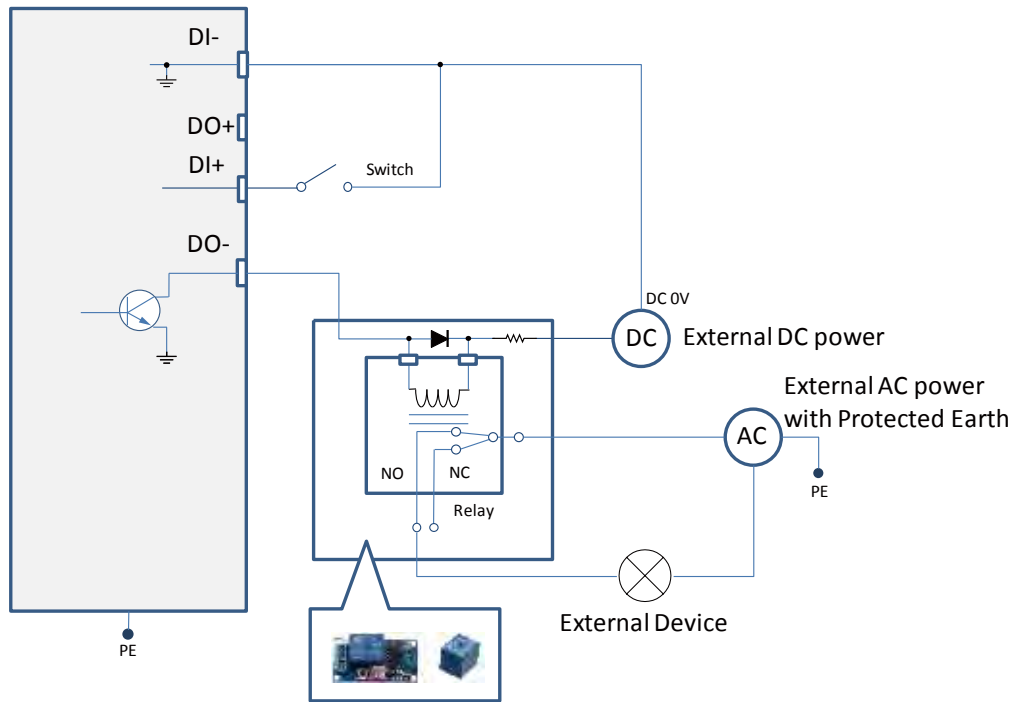 DI-
DO+
DI+
Switch
DO-
DC 0V
DC
External DC power
External AC power
with Protected Earth
AC
NO
NC
PE
Relay
External Device
PE